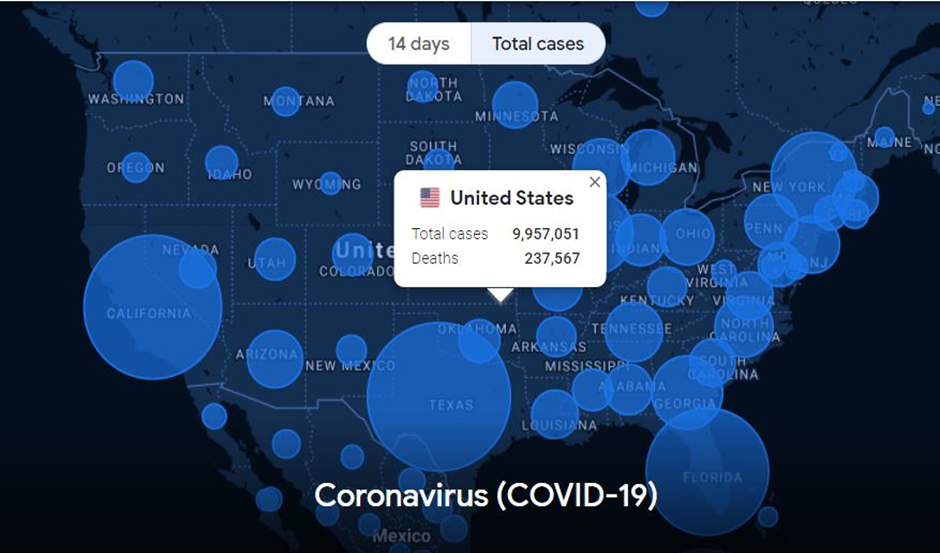 14 days
Total cases
WASHINGTON
MONTANA
NORTH
DAKOTA
MINNESOTA
MAINE
OREGON
IDAHO
WYOMING
SOUTH
DAKOTA
WISCONSIN
MICHIGAN
NEW YORK
United States
Total cases 9,957,051
Deaths 237,567
NEVADA
UTAH
Unite
COLORADO
INDIANA
OHIO
PENN
NJ
WEST
VIRGINIA
CALIFORNIA
KENTUCKY
VIRGINIA
OKLAHOMA
TENNESSEE
NORTH
CAROLINA
ARIZONA
NEW MEXICO
ARKANSAS
SOUTH
CAROLINA
MISSISSIPPI
ALABAMA
TEXAS
GEORGIA
LOUISIANA
FLORIDA
Coronavirus (COVID-19)
Mexico